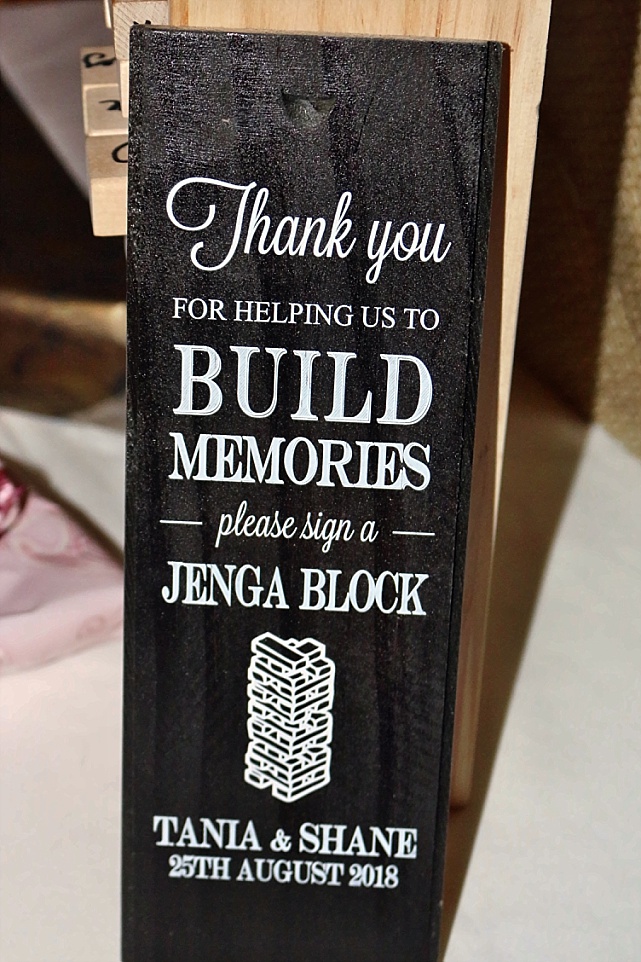 Thank you
FOR HELPING US TO
BUILD
MEMORIES
please sign a
JENGA BLOCK
TANIA & SHANE
25TH AUGUST 2018